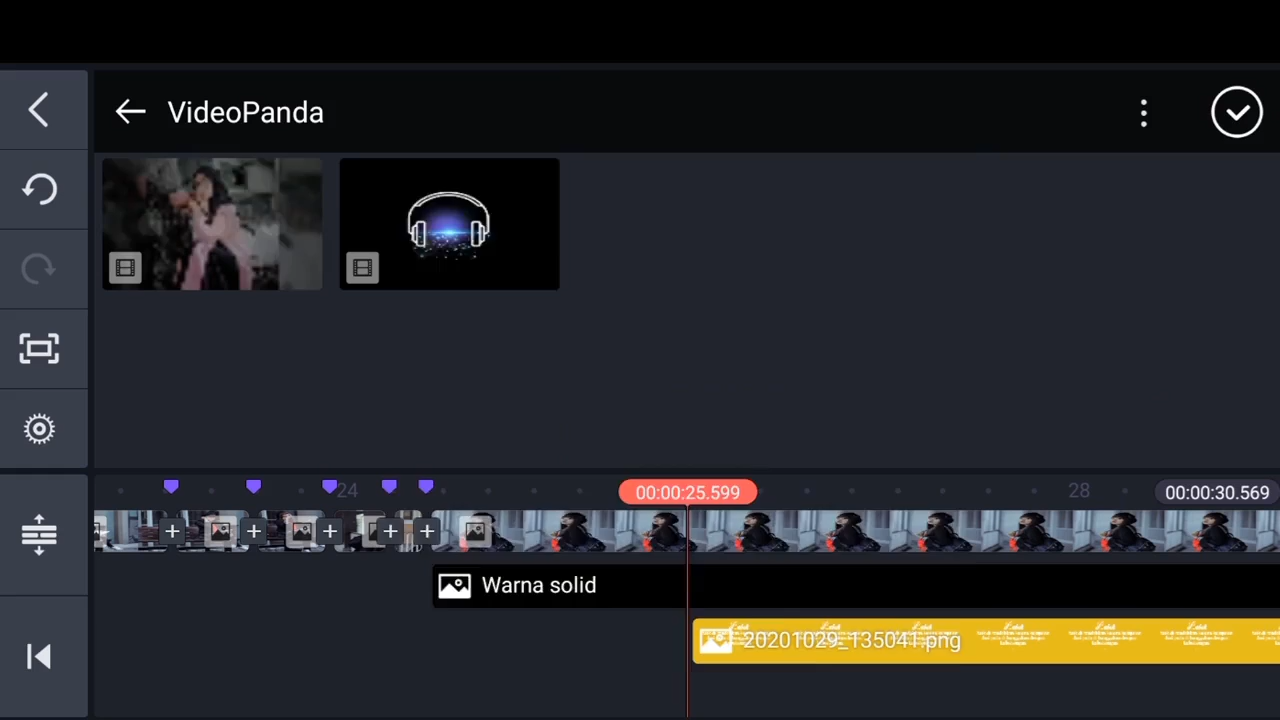 VideoPanda
24
00:00:25.599
28
00:00:30.569
Warna solid
20201029_135041.png